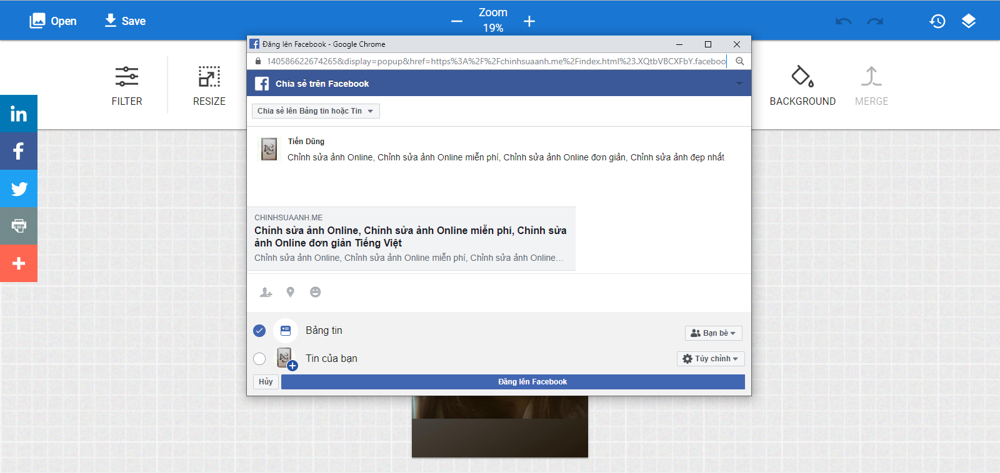 Open
Save
Zoom
19%
Đăng lên Facebook - Google Chrome
140586622674265&display=popup&href=https%3A%2F%2Fchinhsuaanh.me%2Findex.html%23.XQtbVBCXFbY.faceboo
Chia sẻ trên Facebook
FILTER
RESIZE
BACKGROUND
MERGE
Chia sẻ lên Bảng tin hoặc Tin
Tiến Dũng
Chỉnh sửa ảnh Online, Chỉnh sửa ảnh Online miễn phí, Chỉnh sửa ảnh Online đơn giản, Chỉnh sửa ảnh đẹp nhất
CHINHSUAANH.ME
Chỉnh sửa ảnh Online, Chỉnh sửa ảnh Online miễn phí, Chỉnh sửa
ảnh Online đơn giản Tiếng Việt
Chỉnh sửa ảnh Online, Chỉnh sửa ảnh Online miễn phí, Chỉnh sửa ảnh Online…
Bảng tin
Bạn bè
Tin của bạn
Tùy chỉnh
Hủy
Đăng lên Facebook